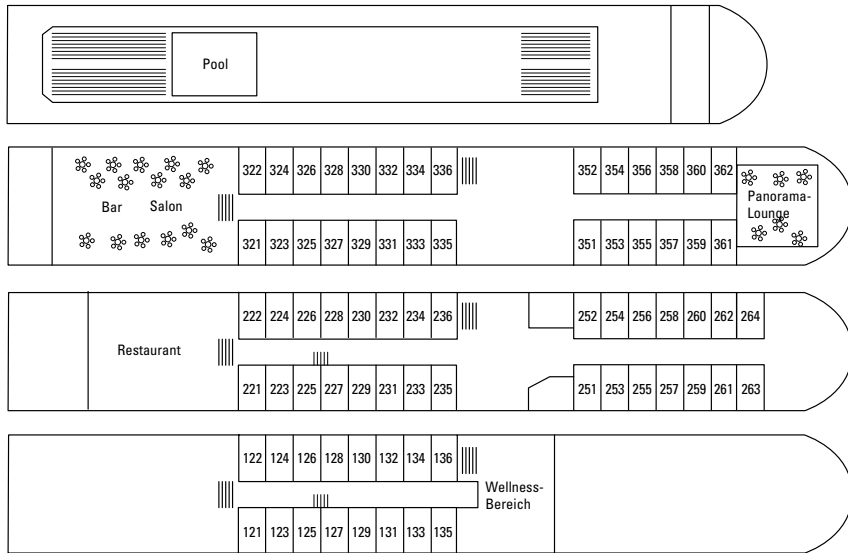 Pool
322 324 326 328 330 332 334 336 352 354 356 358 360 362
Bar Salon
Panorama-
Lounge
321 323 325 327 329 331 333 335 351 353 355 357 359 361
222 224 226 228 230 232 234 236 252 254 256 258 260 262 264
Restaurant
221 223 225 227 229 231 233 235 251 253 255 257 259 261 263
122 124 126 128 130 132 134 136
Wellness-
Bereich
121 123 125 127 129 131 133 135